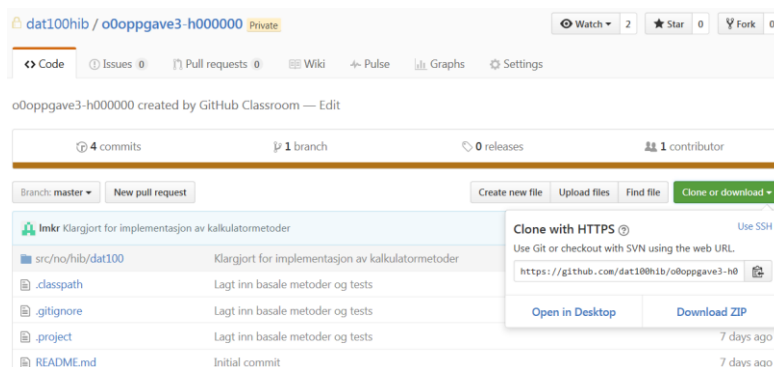 dat100hib / o0oppgave3-h000000 Private Watch 2 Star 0 Fork 0
Code Issues 0 Pull requests 0 Wiki Pulse Graphs Settings
o0oppgave3-h000000 created by GitHub Classroom — Edit
4 commits 1 branch 0 releases 1 contributor
Branch: master New pull request Create new file Upload files Find file Clone or download
lmkr Klargjort for implementasjon av kalkulatormetoder
Clone with HTTPS Use SSH
Use Git or checkout with SVN using the web URL.
src/no/hib/dat100 Klargjort for implementasjon av kalkulatormetoder
https://github.com/dat100hib/o0oppgave3-h0
.classpath Lagt inn basale metoder og tests
.gitignore Lagt inn basale metoder og tests
Open in Desktop Download ZIP
.project Lagt inn basale metoder og tests 7 days ago
README.md Initial commit 7 days ago